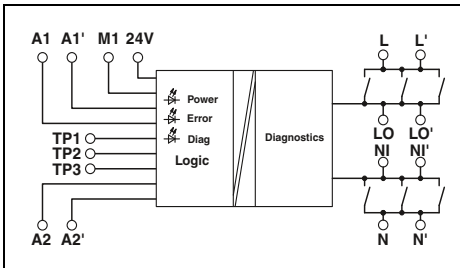 A1 A1' M1 24V L L'
Power
Error
TP1 Diag Diagnostics LO LO'
TP2 Logic NI NI'
TP3
A2 A2' N N'